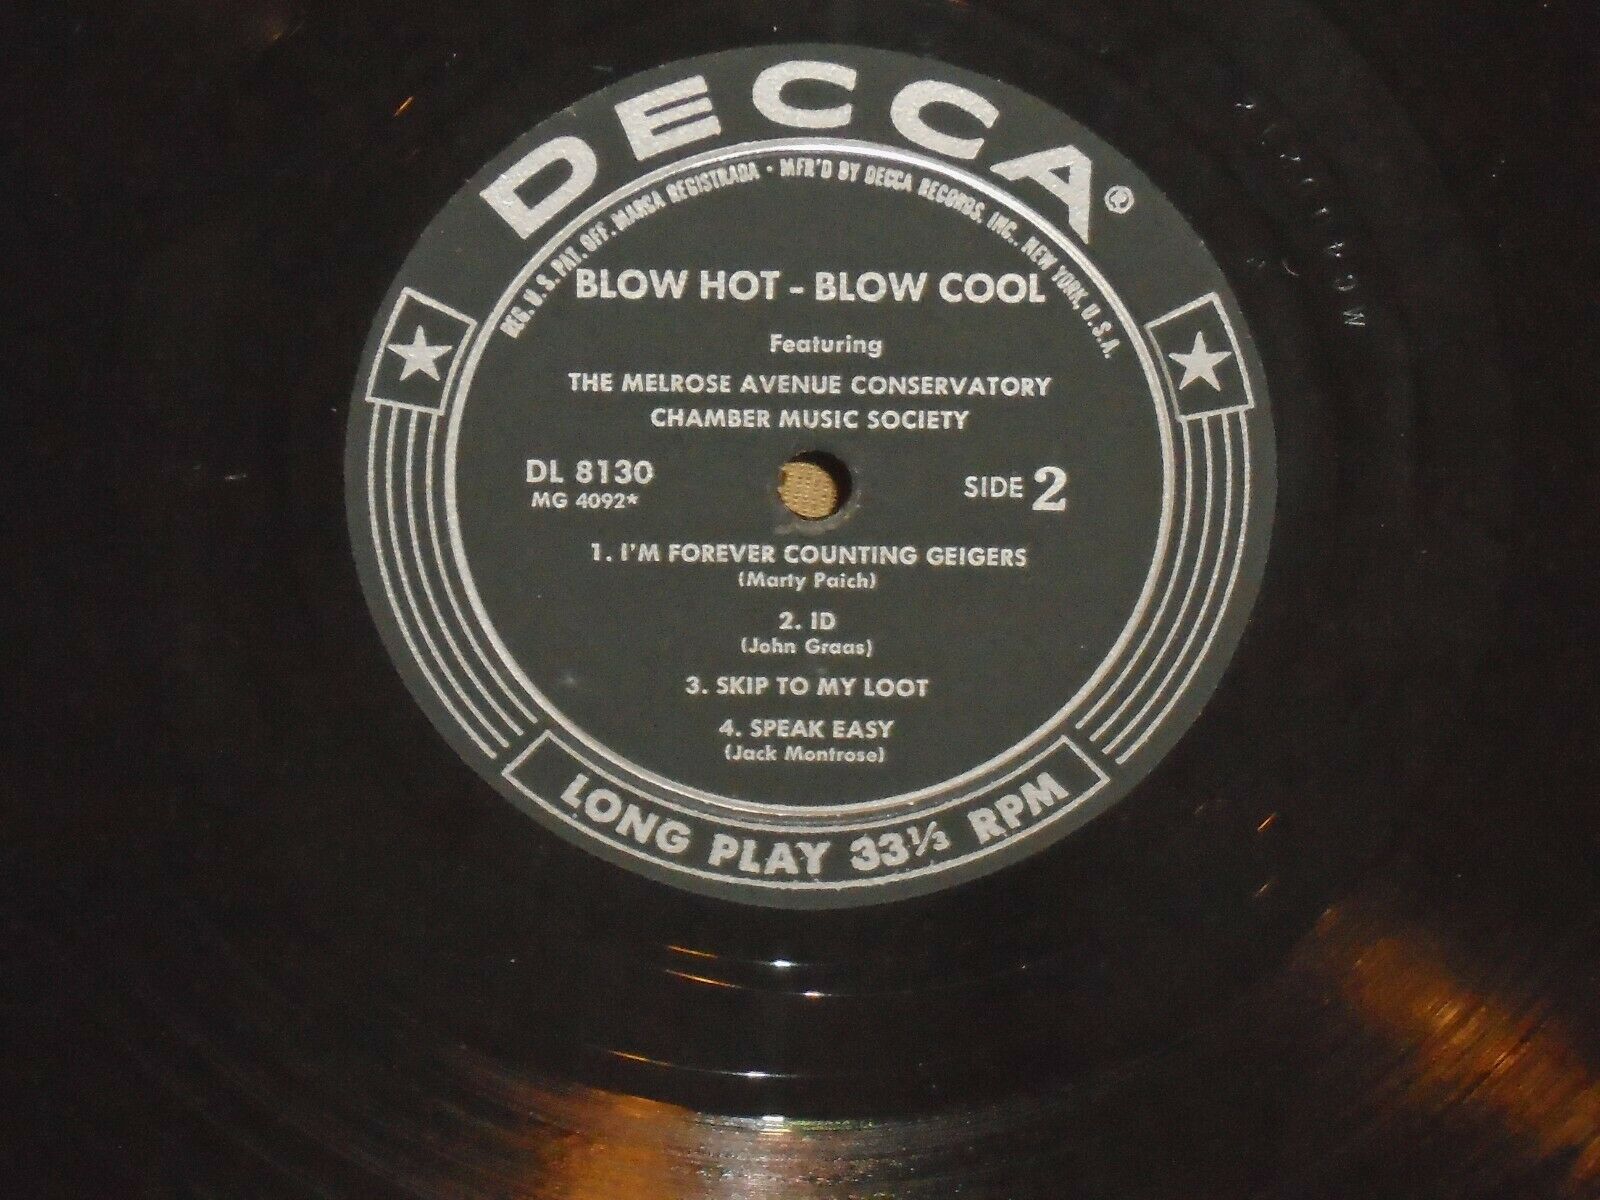 DECCA®
REG. U.S. PAT. OFF. MARCA REGISTRADA • MFR'D BY DECCA RECORDS, INC., NEW YORK, U.S.A.
BLOW HOT - BLOW COOL
Featuring
THE MELROSE AVENUE CONSERVATORY
CHAMBER MUSIC SOCIETY
DL 8130 SIDE 2
MG 4092*
1. I'M FOREVER COUNTING GEIGERS
(Marty Paich)
2. ID
(John Graas)
3. SKIP TO MY LOOT
4. SPEAK EASY
(Jack Montrose)
LONG PLAY 33⅓ RPM